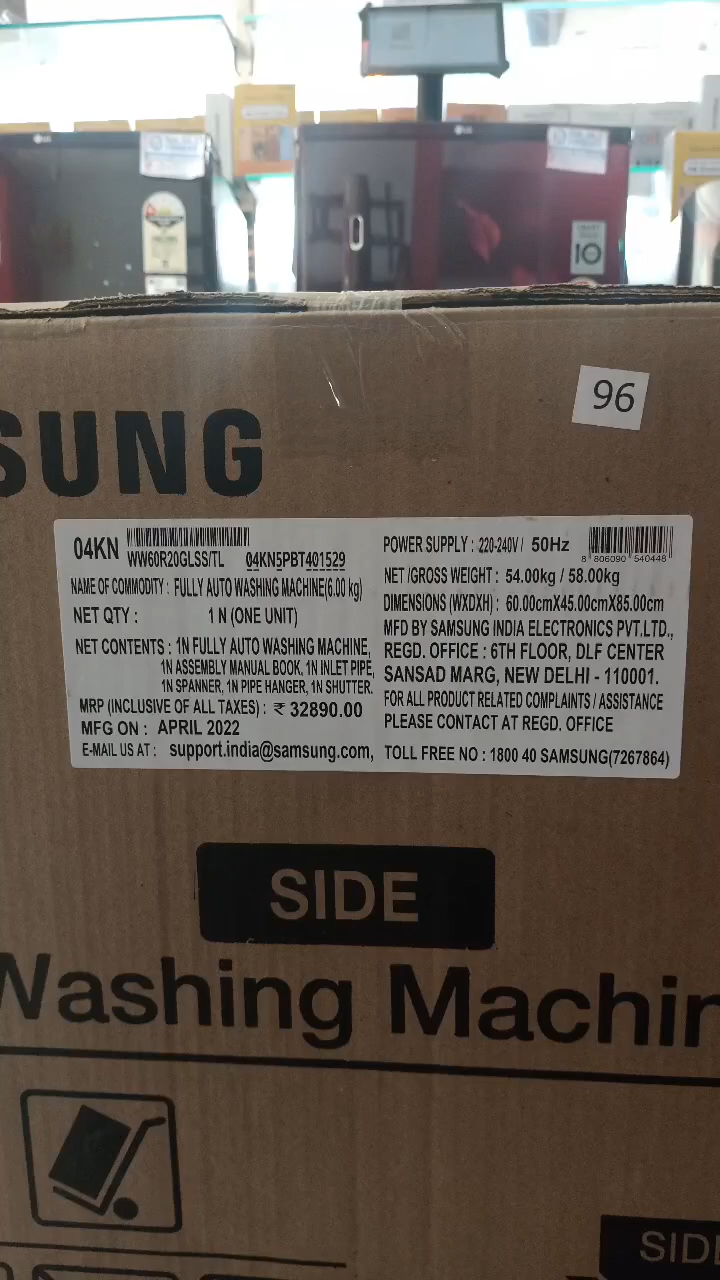 LG
LG
10
96
SUNG
04KN
WW60R20GLSS/TL 04KN5PBT401529
NAME OF COMMODITY : FULLY AUTO WASHING MACHINE(6.00 kg)
NET QTY : 1 N (ONE UNIT)
NET CONTENTS : 1N FULLY AUTO WASHING MACHINE,
1N ASSEMBLY MANUAL BOOK, 1N INLET PIPE,
1N SPANNER, 1N PIPE HANGER, 1N SHUTTER.
MRP (INCLUSIVE OF ALL TAXES) : ₹ 32890.00
MFG ON : APRIL 2022
E-MAIL US AT : support.india@samsung.com,
POWER SUPPLY : 220-240V / 50Hz
8 806090 540448
NET /GROSS WEIGHT : 54.00kg / 58.00kg
DIMENSIONS (WXDXH) : 60.00cmX45.00cmX85.00cm
MFD BY SAMSUNG INDIA ELECTRONICS PVT.LTD.,
REGD. OFFICE : 6TH FLOOR, DLF CENTER
SANSAD MARG, NEW DELHI - 110001.
FOR ALL PRODUCT RELATED COMPLAINTS / ASSISTANCE
PLEASE CONTACT AT REGD. OFFICE
TOLL FREE NO : 1800 40 SAMSUNG(7267864)
SIDE
Washing Machin
SID